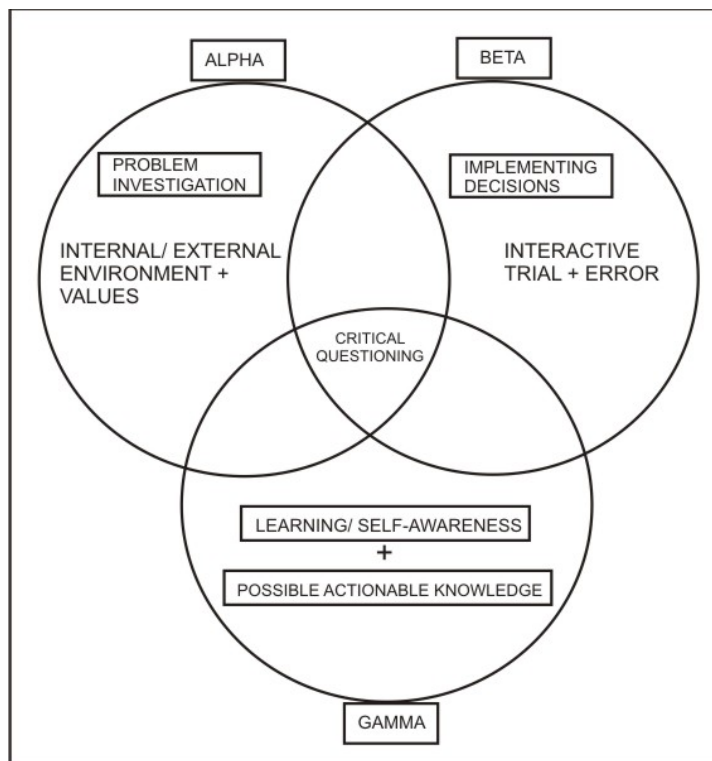 ALPHA
BETA
PROBLEM
INVESTIGATION
IMPLEMENTING
DECISIONS
INTERNAL/ EXTERNAL
ENVIRONMENT +
VALUES
INTERACTIVE
TRIAL + ERROR
CRITICAL
QUESTIONING
LEARNING/ SELF-AWARENESS
+
POSSIBLE ACTIONABLE KNOWLEDGE
GAMMA